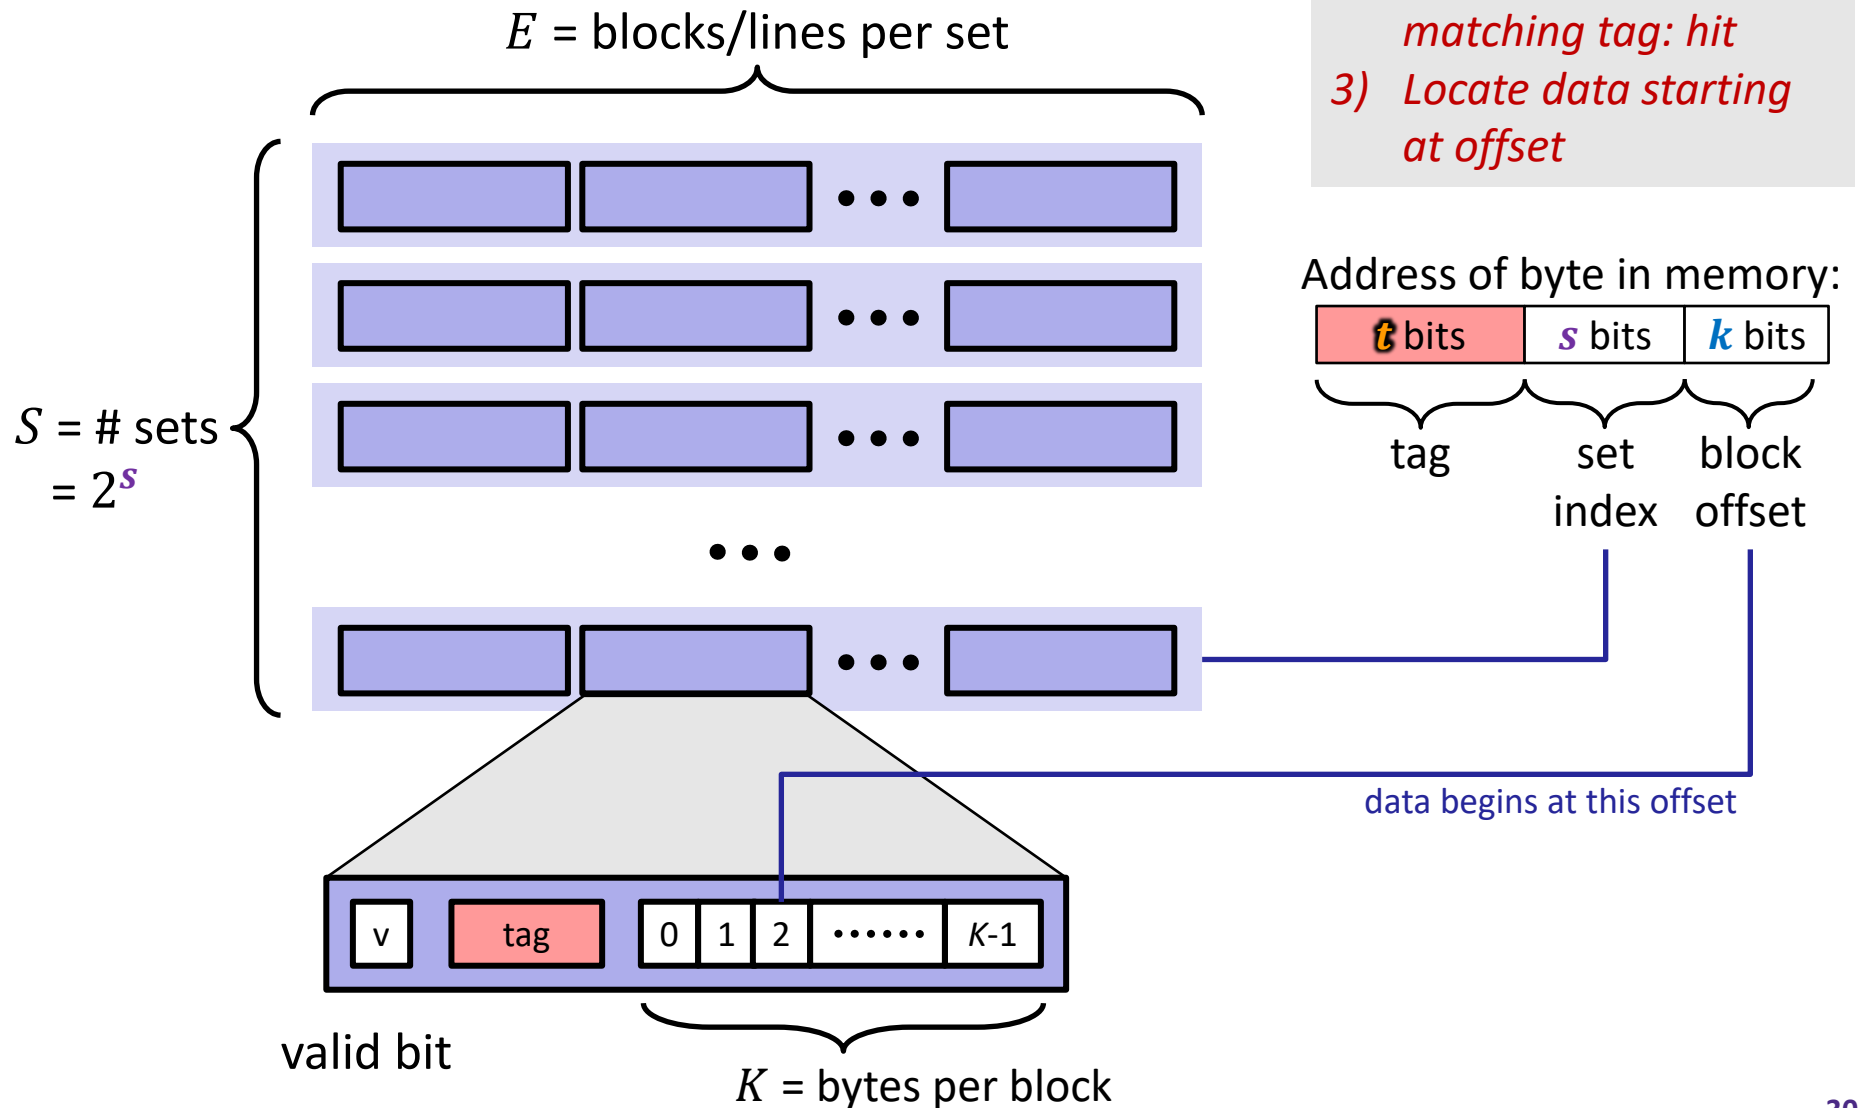 E = blocks/lines per set
matching tag: hit
3) Locate data starting
at offset
Address of byte in memory:
t bits s bits k bits
tag set block
index offset
S = # sets
= 2^s
data begins at this offset
v tag 0 1 2 •••••• K-1
valid bit
K = bytes per block